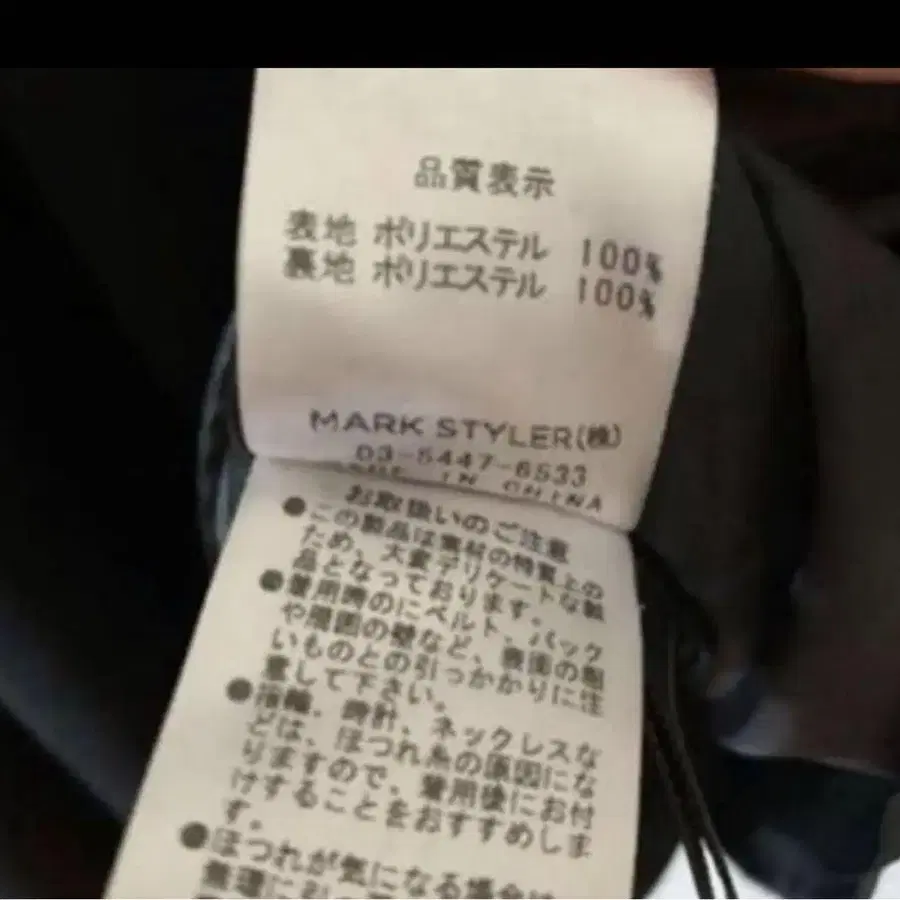 品質表示
表地 ポリエステル 100%
裏地 ポリエステル 100%
MARK STYLER(株)
03-5447-6533
IN CHINA
お取扱いのご注意
●この製品は素材の特質上の
ため、大変デリケートな製
品となっております。
●着用時のにベルト、バック
や周囲の壁など、表面の粗
いものとの引っかかりに注
意して下さい。
●指輪、時計、ネックレスな
どは、ほつれ糸の原因にな
りますので、着用後にお付
けすることをおすすめしま
す。
●ほつれが気になる場合は
無理に引